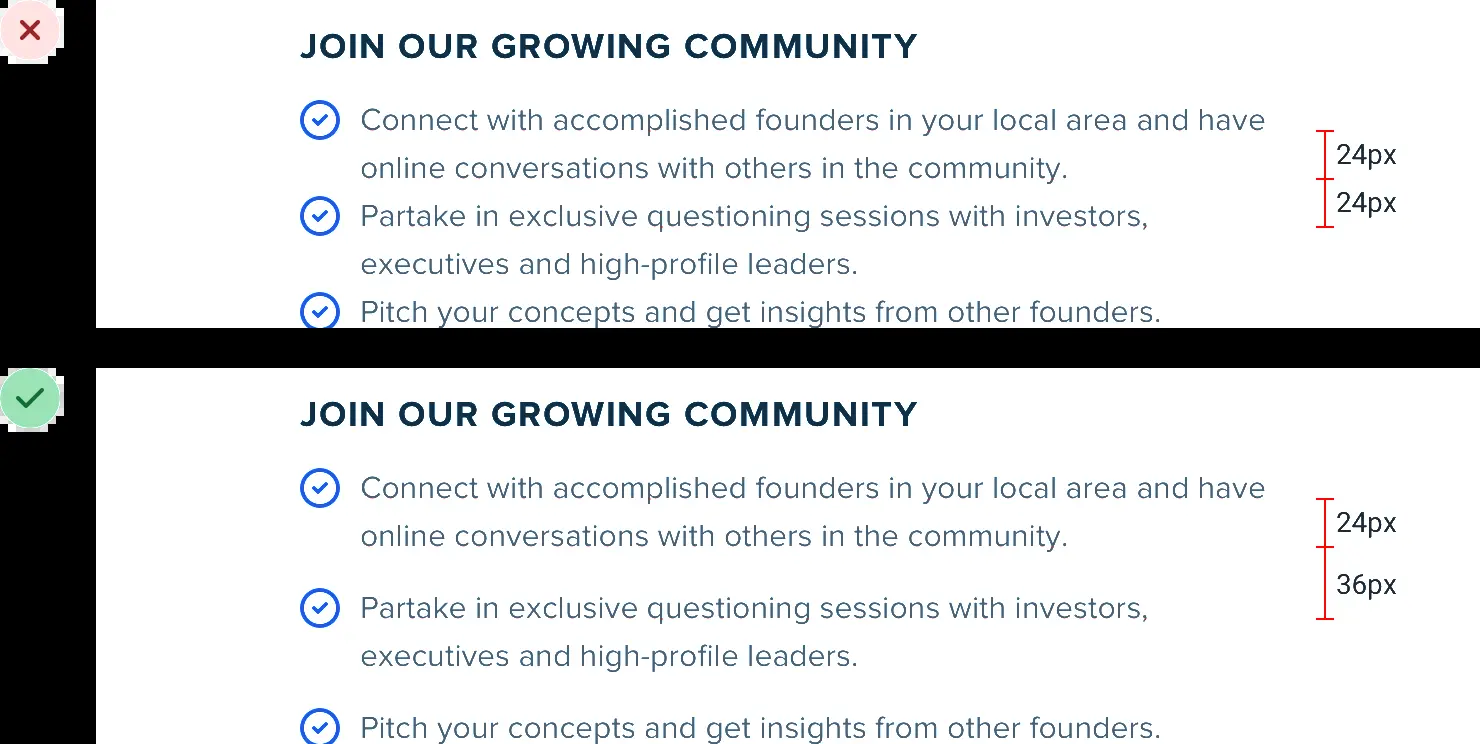 JOIN OUR GROWING COMMUNITY
Connect with accomplished founders in your local area and have
online conversations with others in the community.
Partake in exclusive questioning sessions with investors,
executives and high-profile leaders.
Pitch your concepts and get insights from other founders.
24px
24px
JOIN OUR GROWING COMMUNITY
Connect with accomplished founders in your local area and have
online conversations with others in the community.
Partake in exclusive questioning sessions with investors,
executives and high-profile leaders.
Pitch your concepts and get insights from other founders.
24px
36px